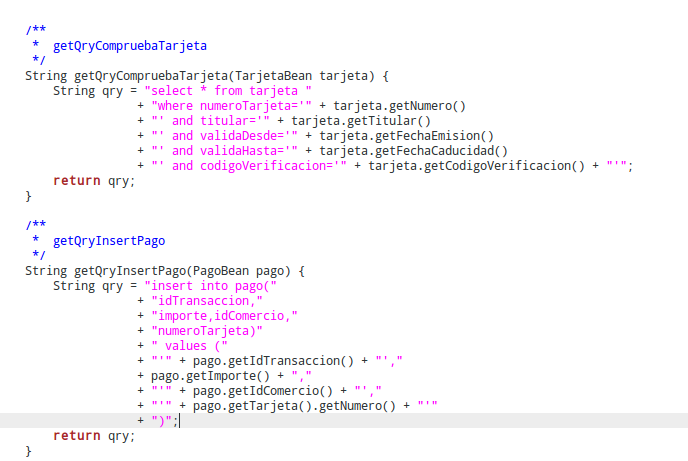 /**
 *  getQryCompruebaTarjeta
 */
String getQryCompruebaTarjeta(TarjetaBean tarjeta) {
    String qry = "select * from tarjeta "
                + "where numeroTarjeta='" + tarjeta.getNumero()
                + "' and titular='" + tarjeta.getTitular()
                + "' and validaDesde='" + tarjeta.getFechaEmision()
                + "' and validaHasta='" + tarjeta.getFechaCaducidad()
                + "' and codigoVerificacion='" + tarjeta.getCodigoVerificacion() + "'";
    return qry;
}
/**
 *  getQryInsertPago
 */
String getQryInsertPago(PagoBean pago) {
    String qry = "insert into pago("
                + "idTransaccion,"
                + "importe,idComercio,"
                + "numeroTarjeta)"
                + " values ("
                + "'" + pago.getIdTransaccion() + "',"
                + pago.getImporte() + ","
                + "'" + pago.getIdComercio() + "',"
                + "'" + pago.getTarjeta().getNumero() + "'"
                + ")";
    return qry;
}